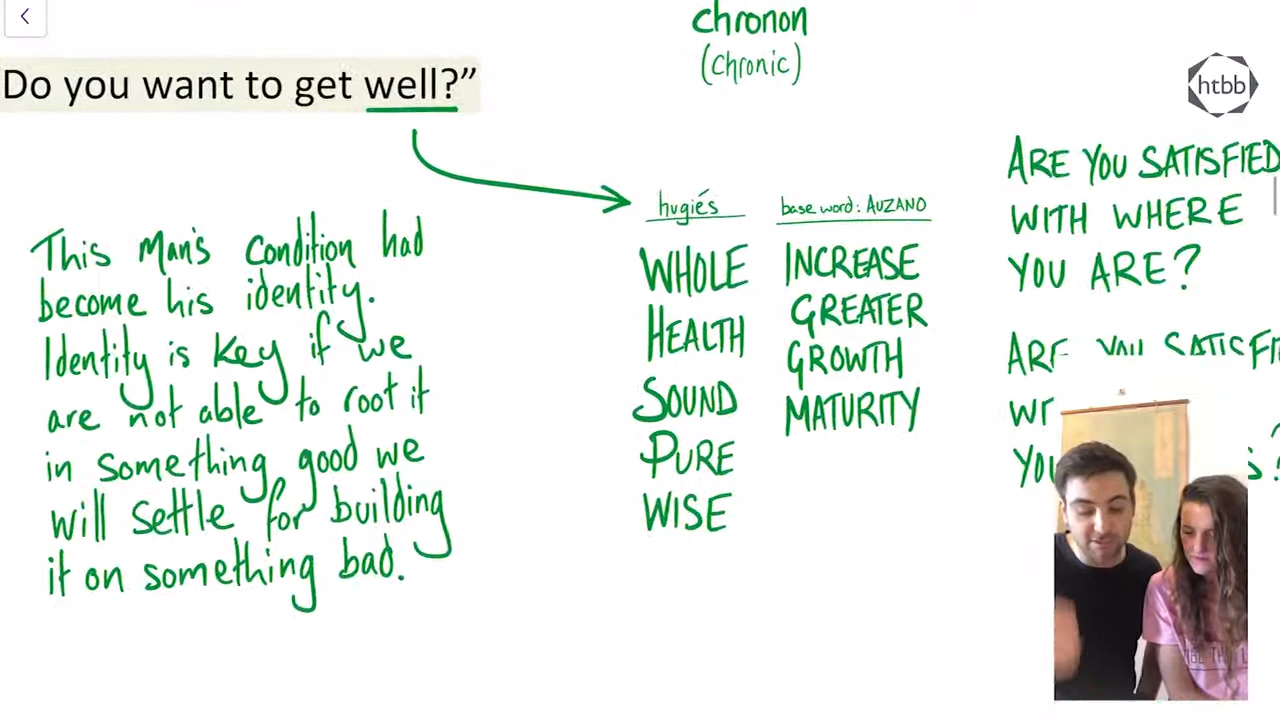 chronon
(chronic)
Do you want to get well?”
htbb
This Man's Condition had
become his identity.
Identity is key if we
are not able to root it
in something good we
will settle for building
it on something bad.
hugiés
WHOLE
HEALTH
SOUND
PURE
WISE
base word: AUZANO
INCREASE
GREATER
GROWTH
MATURITY
ARE YOU SATISFIED
WITH WHERE
YOU ARE?
ARE YOU